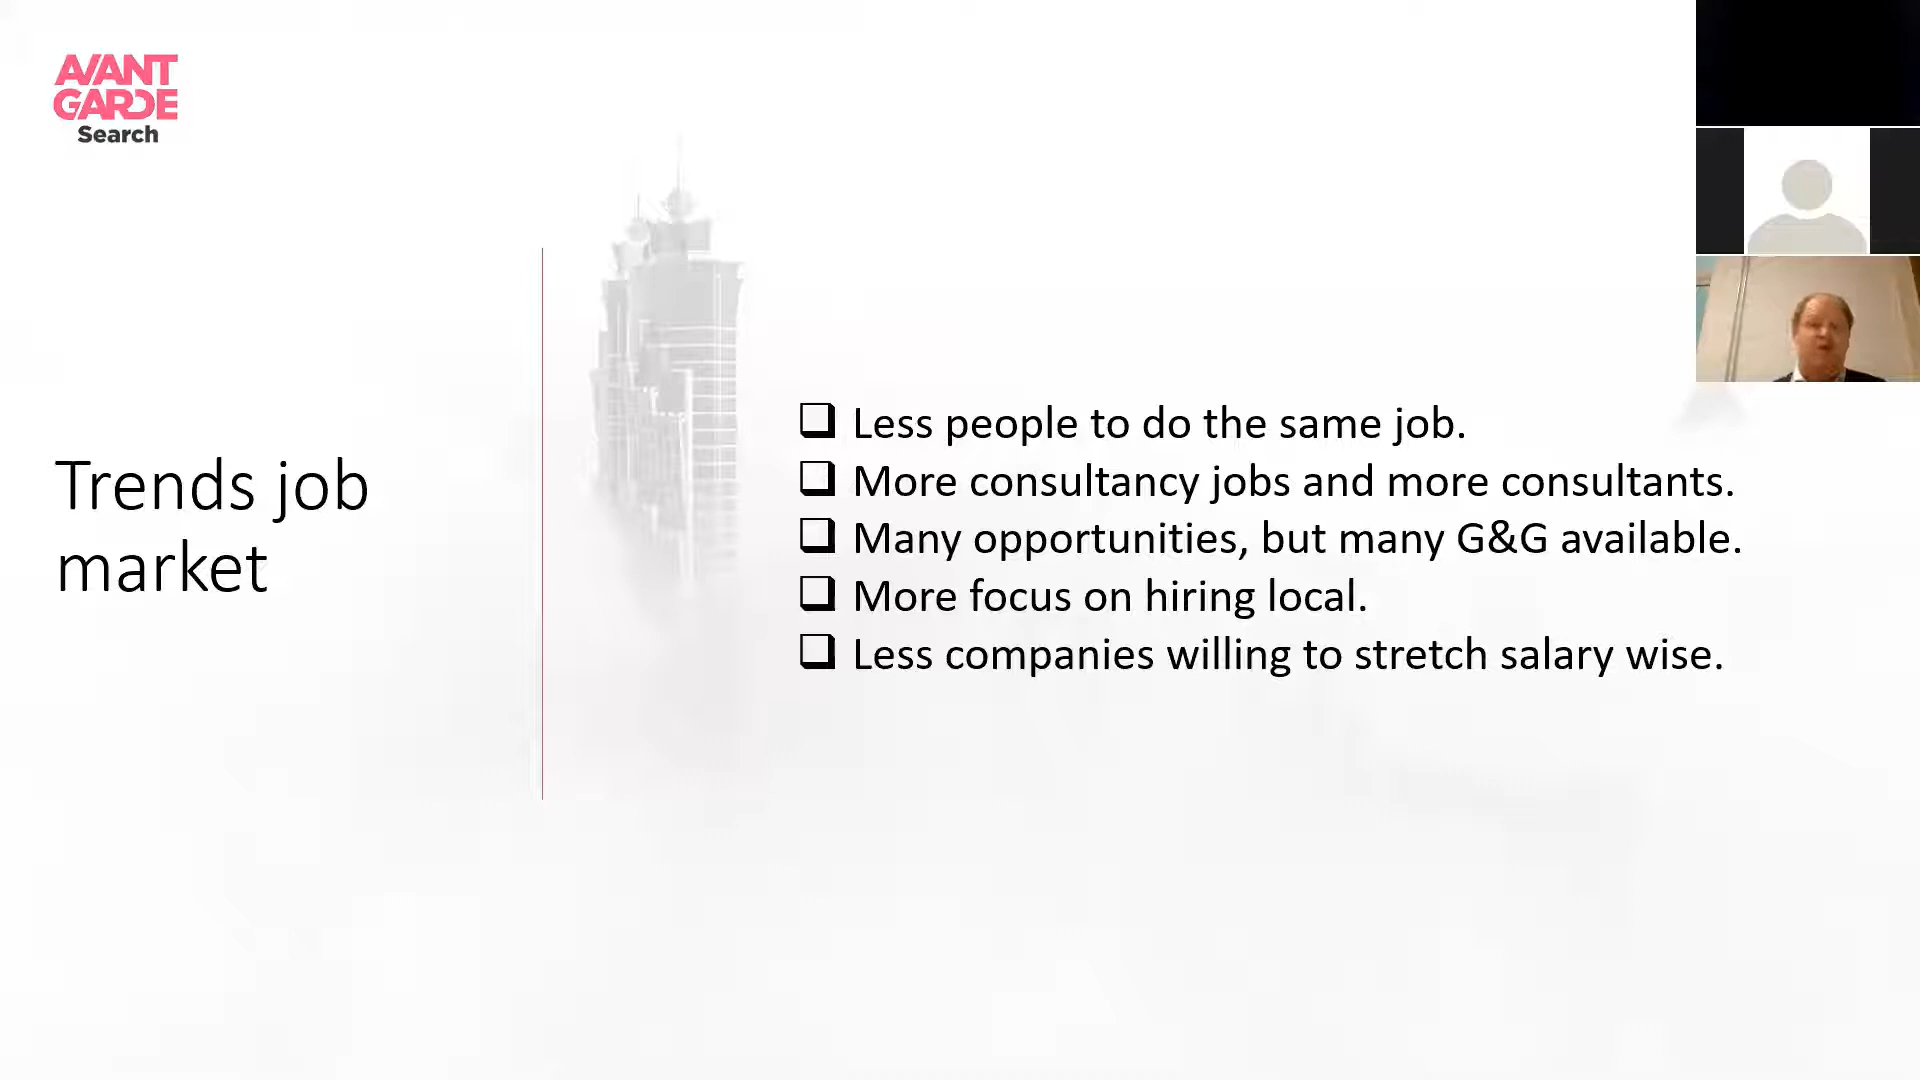 AVANT
GARDE
Search
Trends job
market
Less people to do the same job.
More consultancy jobs and more consultants.
Many opportunities, but many G&G available.
More focus on hiring local.
Less companies willing to stretch salary wise.